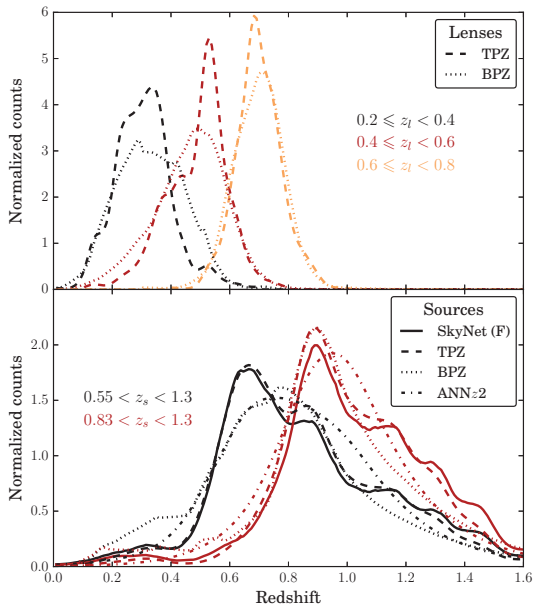 Lenses
TPZ
BPZ
0.2 ⩽ z_l < 0.4
0.4 ⩽ z_l < 0.6
0.6 ⩽ z_l < 0.8
Normalized counts
6
5
4
3
2
1
0
Sources
SkyNet (F)
TPZ
BPZ
ANNz2
0.55 < z_s < 1.3
0.83 < z_s < 1.3
Normalized counts
2.0
1.5
1.0
0.5
0.0
0.0 0.2 0.4 0.6 0.8 1.0 1.2 1.4 1.6
Redshift